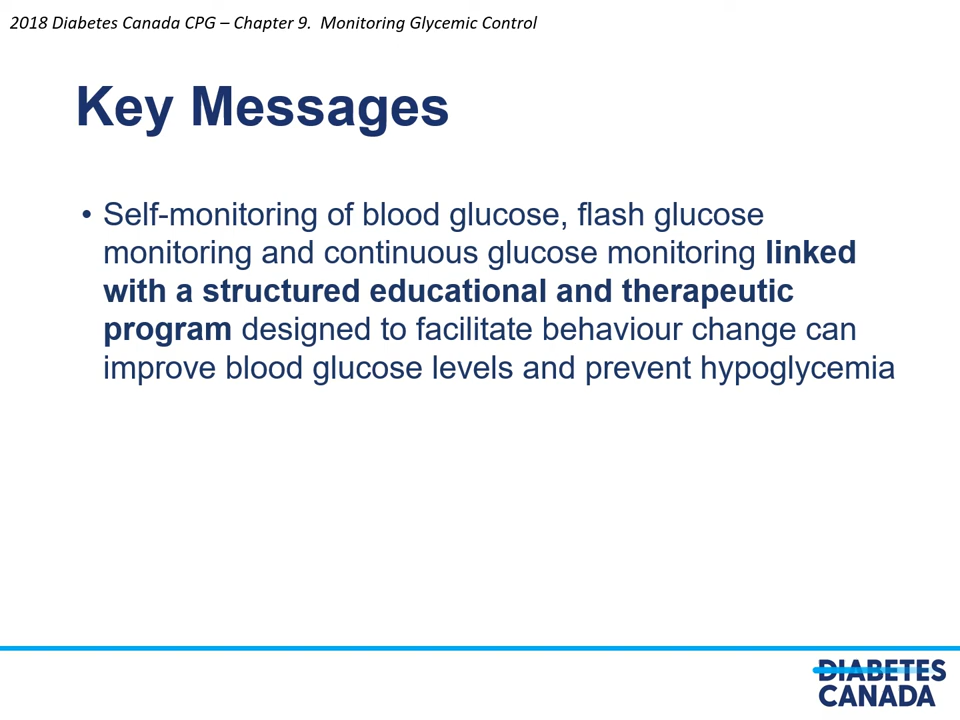 2018 Diabetes Canada CPG – Chapter 9.  Monitoring Glycemic Control
Key Messages
• Self-monitoring of blood glucose, flash glucose
monitoring and continuous glucose monitoring linked
with a structured educational and therapeutic
program designed to facilitate behaviour change can
improve blood glucose levels and prevent hypoglycemia
DIABETES
CANADA